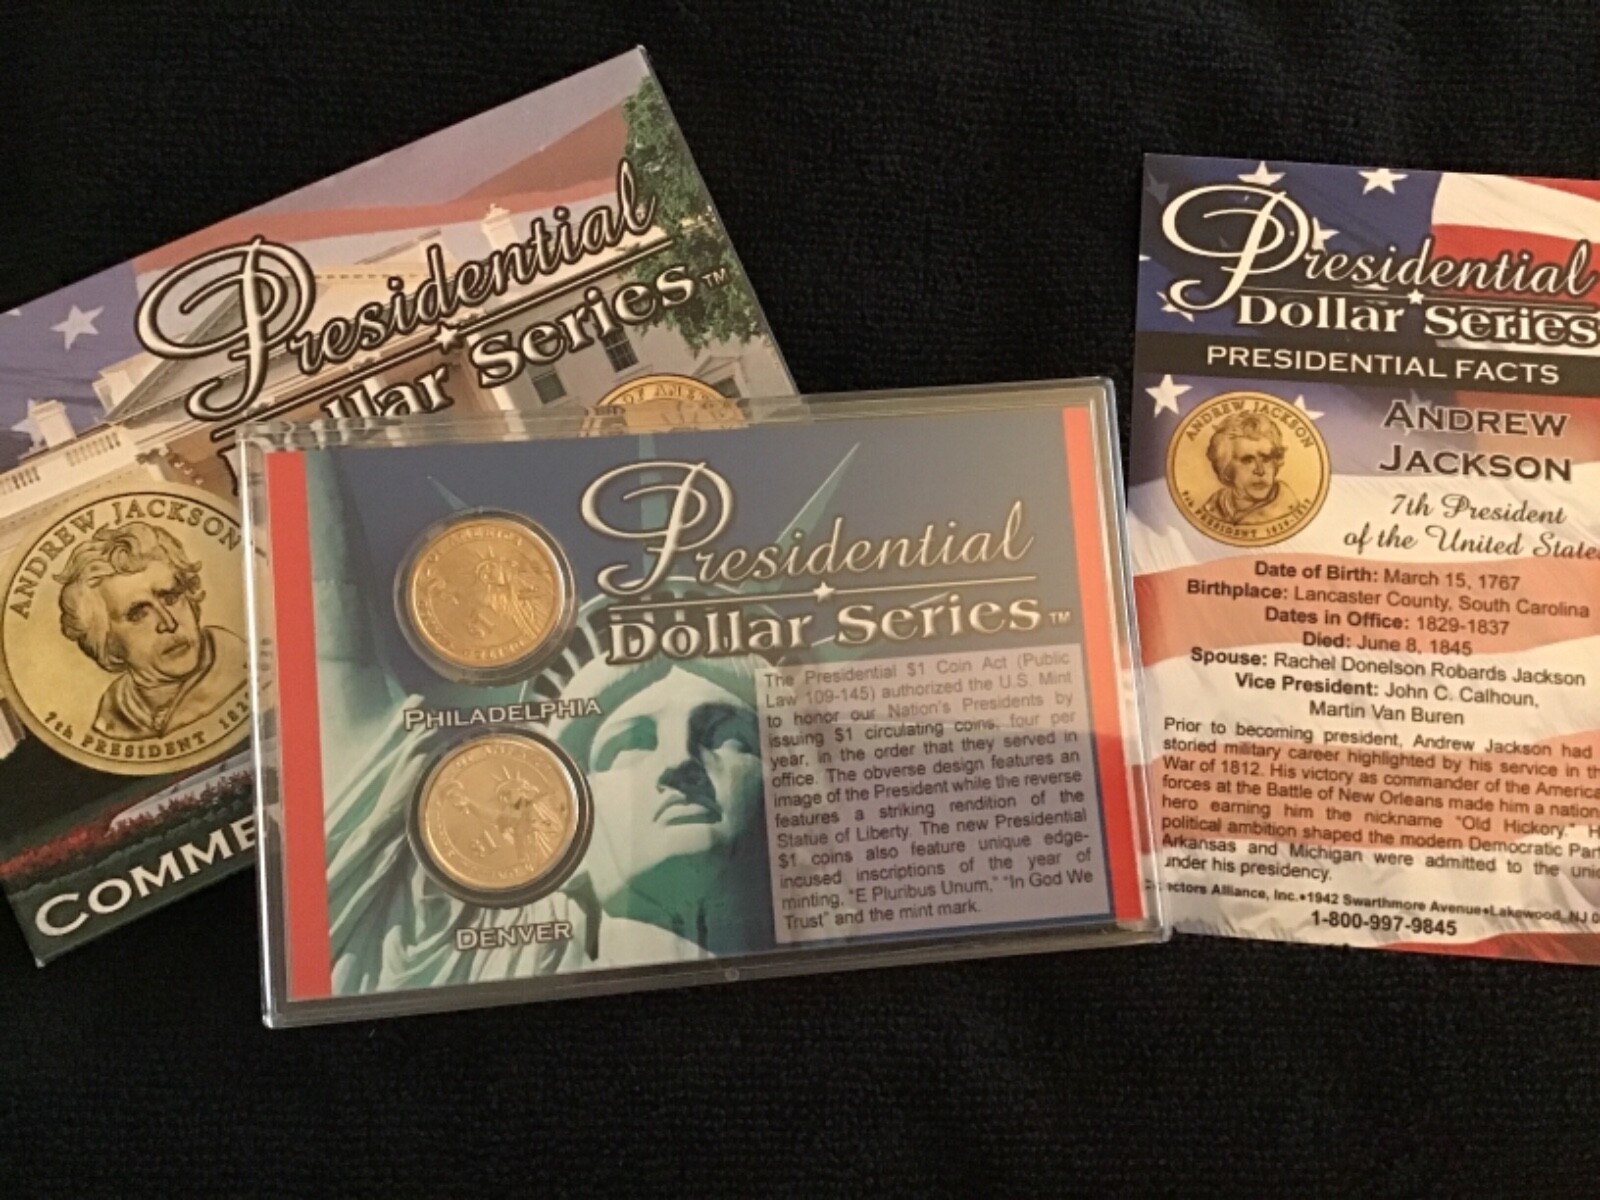 Presidential
Dollar Series™
ANDREW JACKSON
7th PRESIDENT
COMME
Presidential
Dollar Series™
PHILADELPHIA
DENVER
The Presidential $1 Coin Act (Public
Law 109-145) authorized the U.S. Mint
to honor our Nation's Presidents by
issuing $1 circulating coins, four per
year, in the order that they served in
office. The obverse design features an
image of the President while the reverse
features a striking rendition of the
Statue of Liberty. The new Presidential
$1 coins also feature unique edge-
incused inscriptions of the year of
minting, "E Pluribus Unum," "In God We
Trust" and the mint mark.
Presidential
Dollar Series
PRESIDENTIAL FACTS
ANDREW JACKSON
PRESIDENT
ANDREW
JACKSON
7th President
of the United State
Date of Birth: March 15, 1767
Birthplace: Lancaster County, South Carolina
Dates in Office: 1829-1837
Died: June 8, 1845
Spouse: Rachel Donelson Robards Jackson
Vice President: John C. Calhoun,
Martin Van Buren
Prior to becoming president, Andrew Jackson had
storied military career highlighted by his service in th
War of 1812. His victory as commander of the America
forces at the Battle of New Orleans made him a nation
hero earning him the nickname "Old Hickory." H
political ambition shaped the modern Democratic Part
Arkansas and Michigan were admitted to the unio
under his presidency.
ectors Alliance, Inc.•1942 Swarthmore Avenue•Lakewood, NJ 0
1-800-997-9845